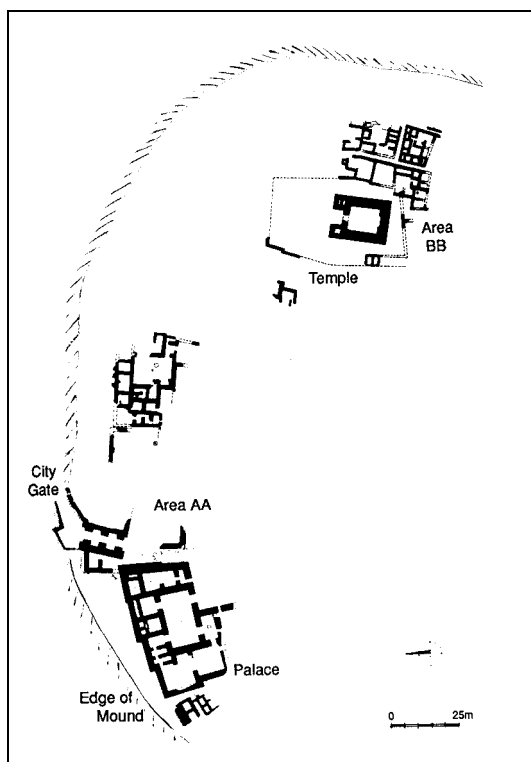 Area
BB
Temple
City
Gate
Area AA
Palace
Edge of
Mound
0 25m